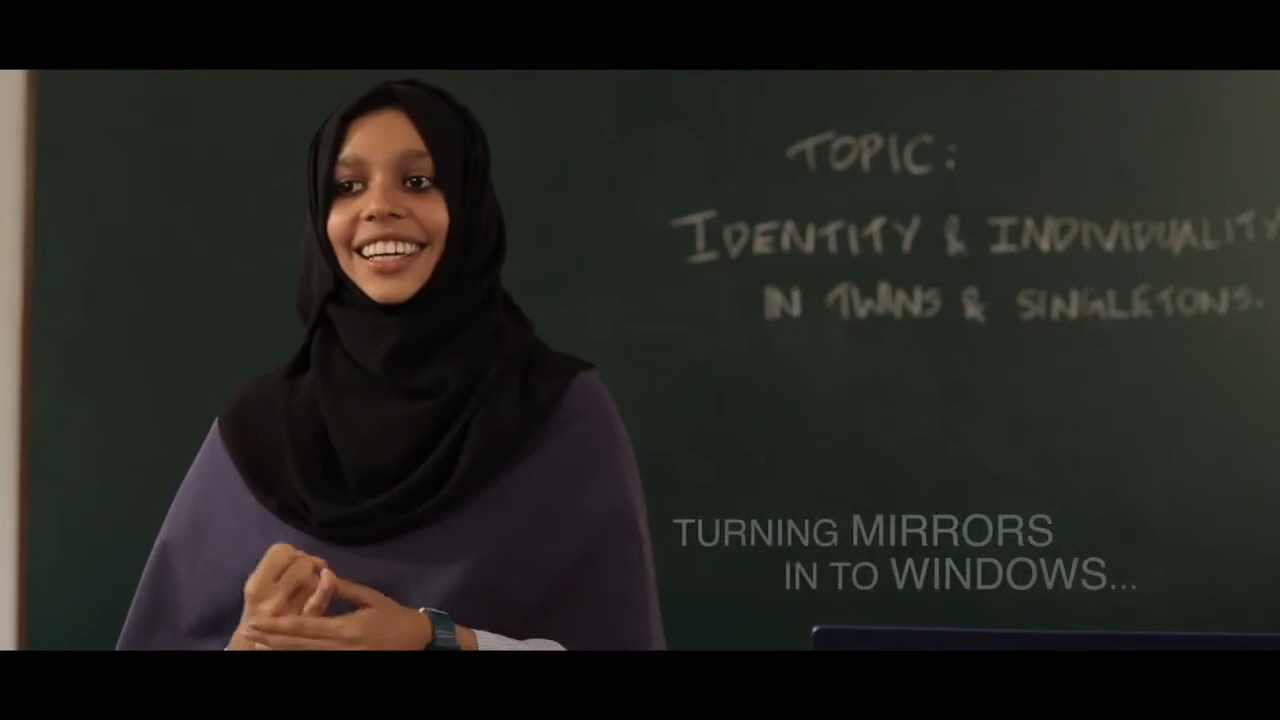 TOPIC:
IDENTITY & INDIVIDUALITY
IN TWINS & SINGLETONS.
TURNING MIRRORS
IN TO WINDOWS...